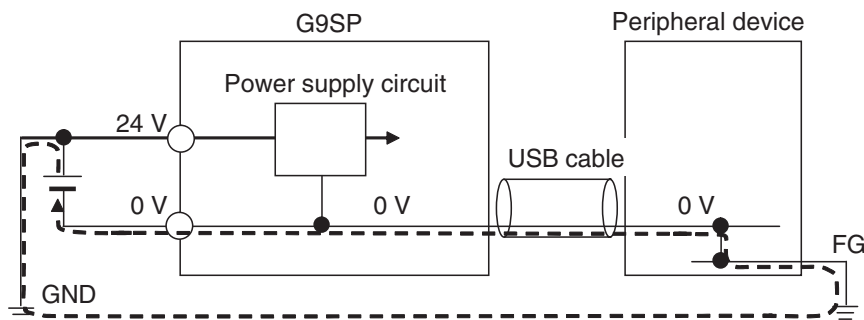 G9SP
Peripheral device
Power supply circuit
24 V
USB cable
0 V
0 V
0 V
FG
GND